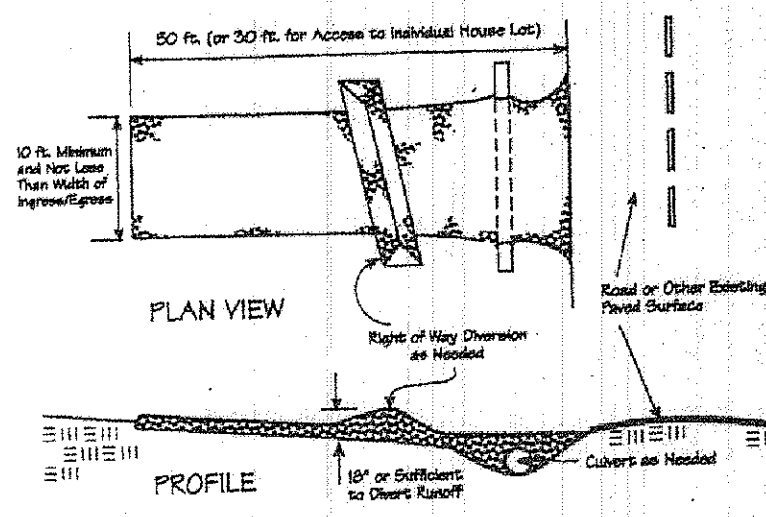 50 ft. (or 30 ft. for Access to Individual House Lot)
10 ft. Minimum
and Not Less
Than Width of
Ingress/Egress
PLAN VIEW
Right of Way Diversion
as Needed
Road or Other Existing
Paved Surface
18" or Sufficient
to Divert Runoff
Culvert as Needed
PROFILE